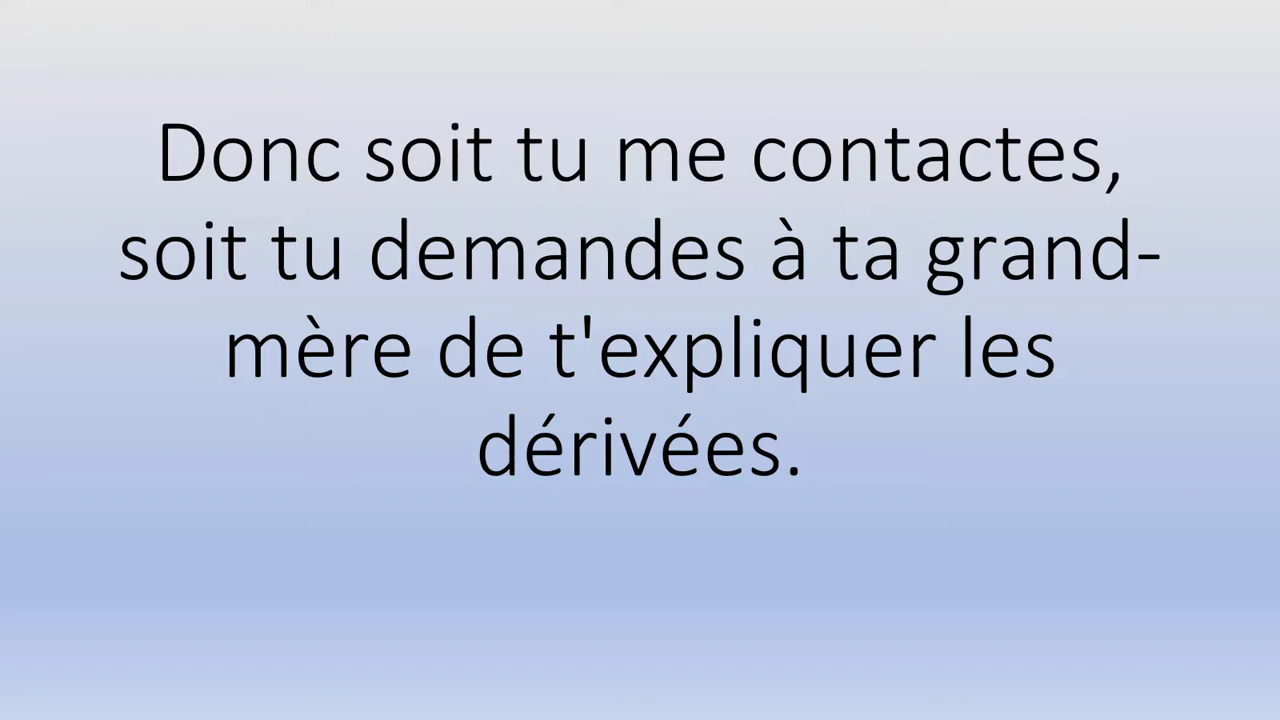 Donc soit tu me contactes,
soit tu demandes à ta grand-
mère de t'expliquer les
dérivées.